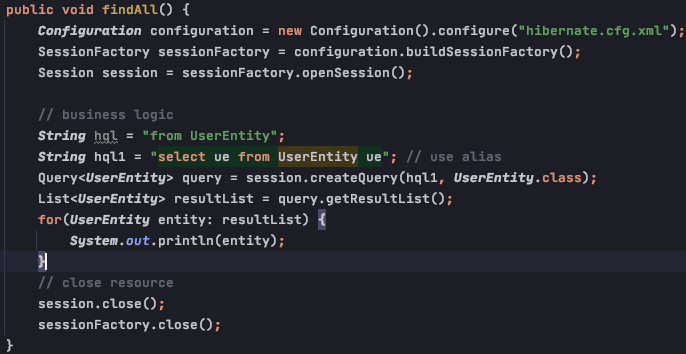 public void findAll() {
Configuration configuration = new Configuration().configure("hibernate.cfg.xml");
SessionFactory sessionFactory = configuration.buildSessionFactory();
Session session = sessionFactory.openSession();
// business logic
String hql = "from UserEntity";
String hql1 = "select ue from UserEntity ue"; // use alias
Query<UserEntity> query = session.createQuery(hql1, UserEntity.class);
List<UserEntity> resultList = query.getResultList();
for(UserEntity entity: resultList) {
System.out.println(entity);
}
// close resource
session.close();
sessionFactory.close();
}